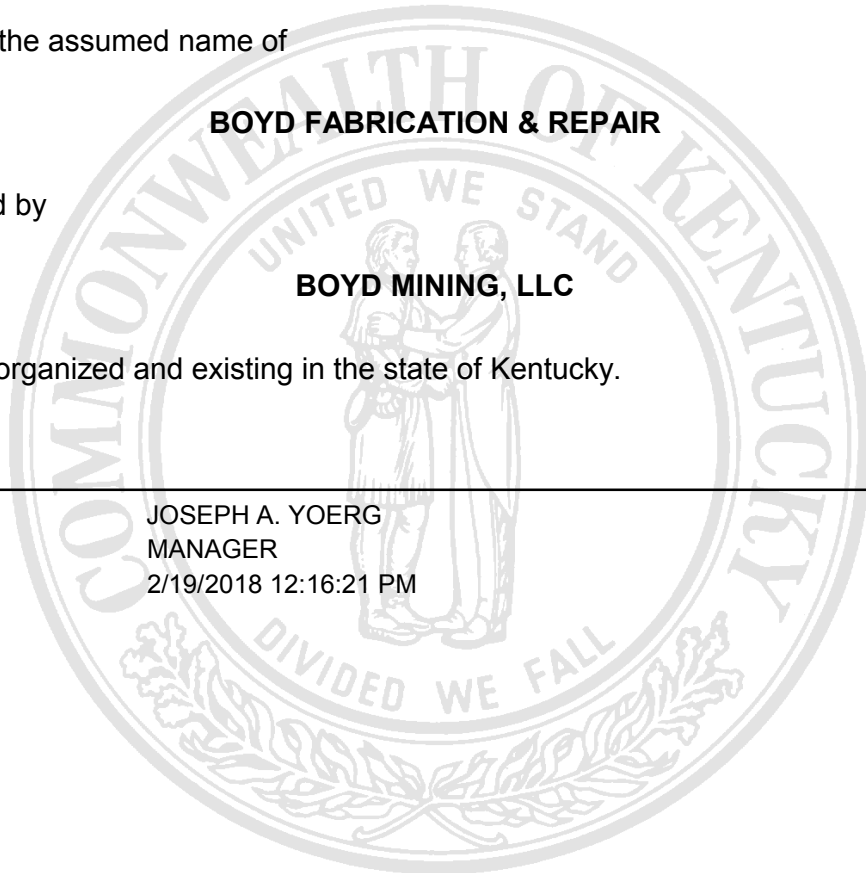 the assumed name of
BOYD FABRICATION & REPAIR
d by
BOYD MINING, LLC
organized and existing in the state of Kentucky.
JOSEPH A. YOERG
MANAGER
2/19/2018 12:16:21 PM
COMMONWEALTH OF KENTUCKY
UNITED WE STAND
DIVIDED WE FALL